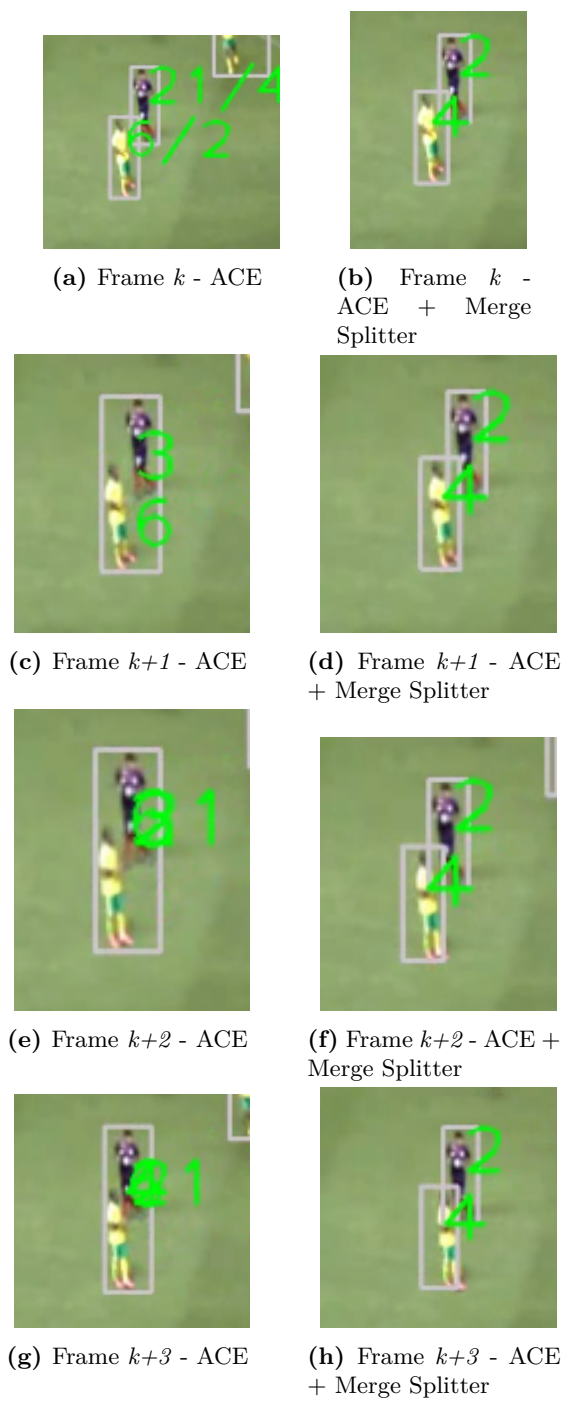 21/4
6/2
2
4
(a) Frame k - ACE
(b) Frame k -
ACE + Merge
Splitter
3
6
2
4
(c) Frame k+1 - ACE
(d) Frame k+1 - ACE
+ Merge Splitter
2
4
(e) Frame k+2 - ACE
(f) Frame k+2 - ACE +
Merge Splitter
2
4
(g) Frame k+3 - ACE
(h) Frame k+3 - ACE
+ Merge Splitter